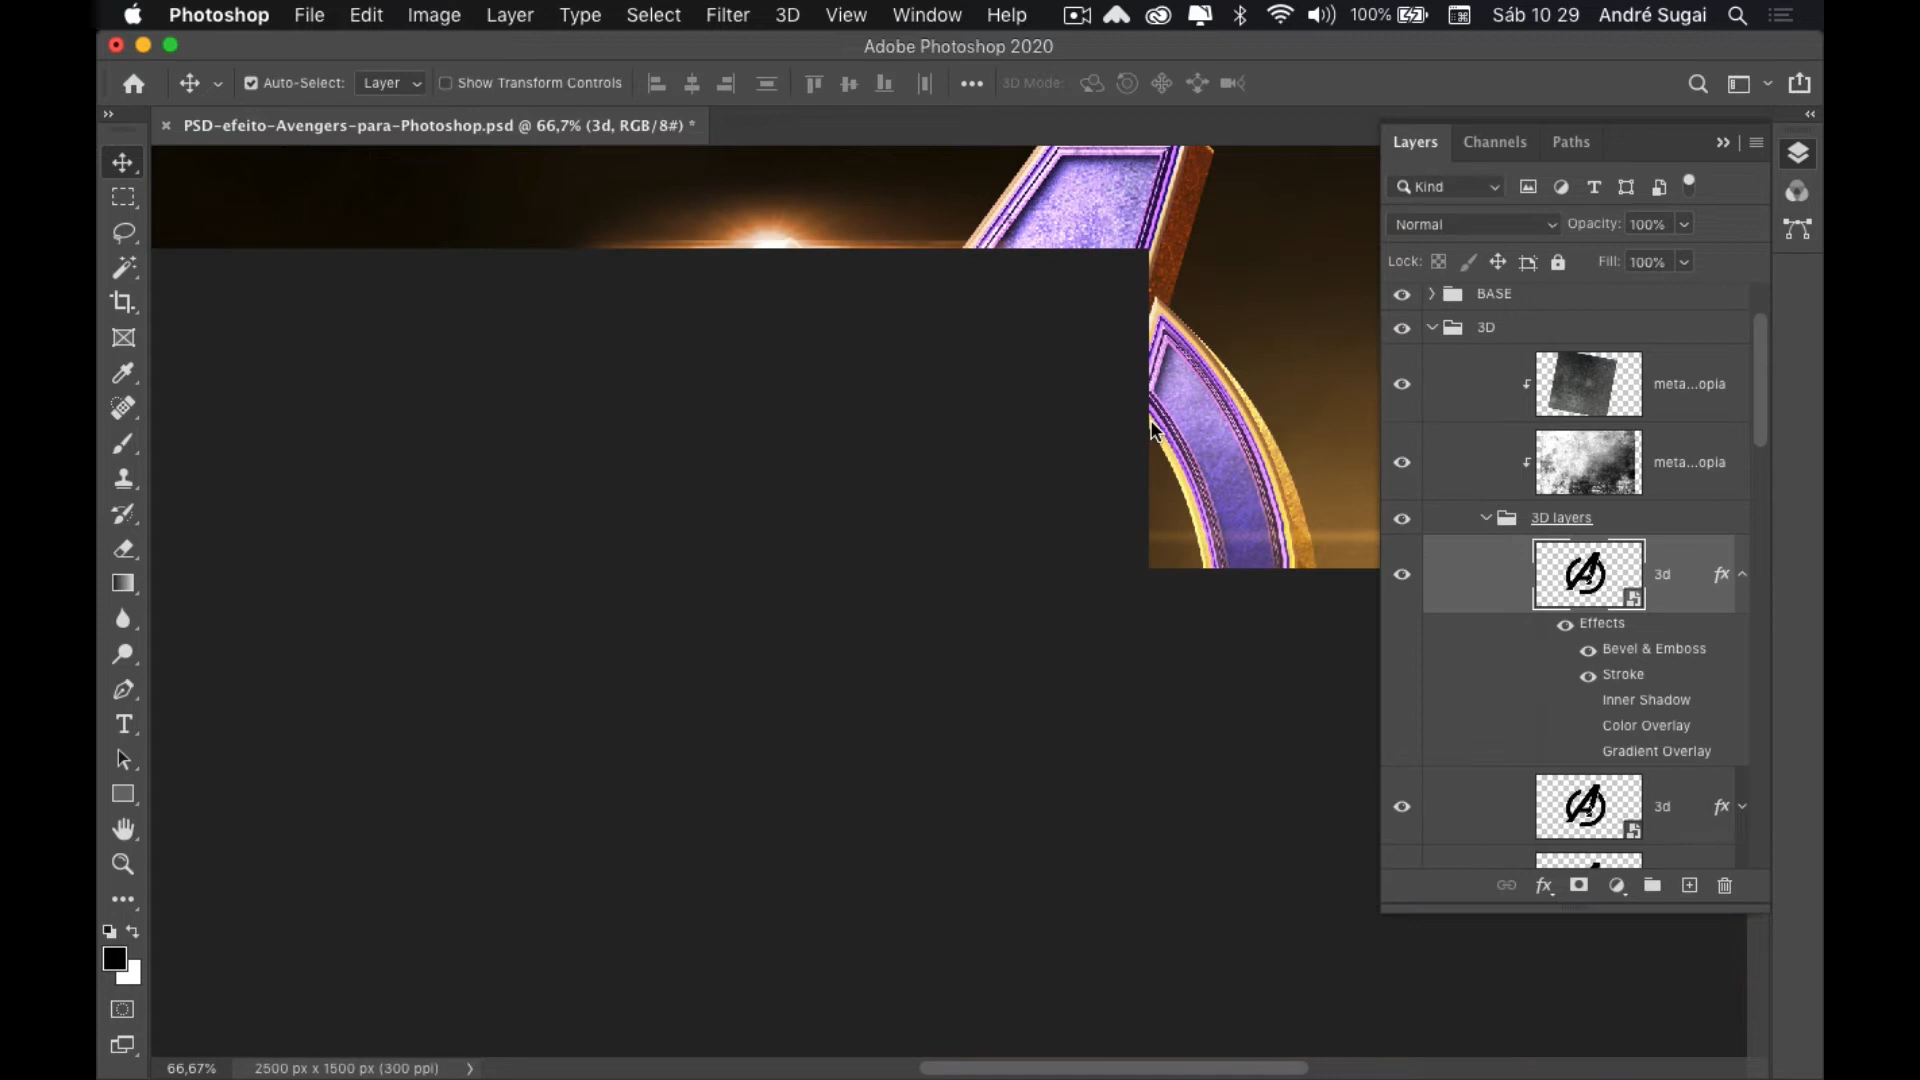 Photoshop File Edit Image Layer Type Select Filter 3D View Window Help 100% Sáb 10 29 André Sugai
Adobe Photoshop 2020
Auto-Select: Layer Show Transform Controls 3D Mode:
PSD-efeito-Avengers-para-Photoshop.psd @ 66,7% (3d, RGB/8#) *
Layers Channels Paths
Kind
Normal Opacity: 100%
Lock: Fill: 100%
BASE
3D
meta...opia
meta...opia
3D layers
3d fx
Effects
Bevel & Emboss
Stroke
Inner Shadow
Color Overlay
Gradient Overlay
3d fx
66,67% 2500 px x 1500 px (300 ppi)